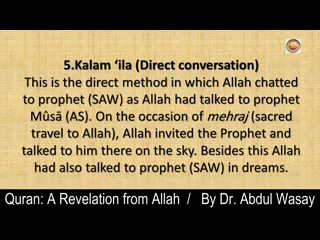 5.Kalam ‘ila (Direct conversation)
This is the direct method in which Allah chatted
to prophet (SAW) as Allah had talked to prophet
Mûsā (AS). On the occasion of mehraj (sacred
travel to Allah), Allah invited the Prophet and
talked to him there on the sky. Besides this Allah
had also talked to prophet (SAW) in dreams.
Quran: A Revelation from Allah / By Dr. Abdul Wasay